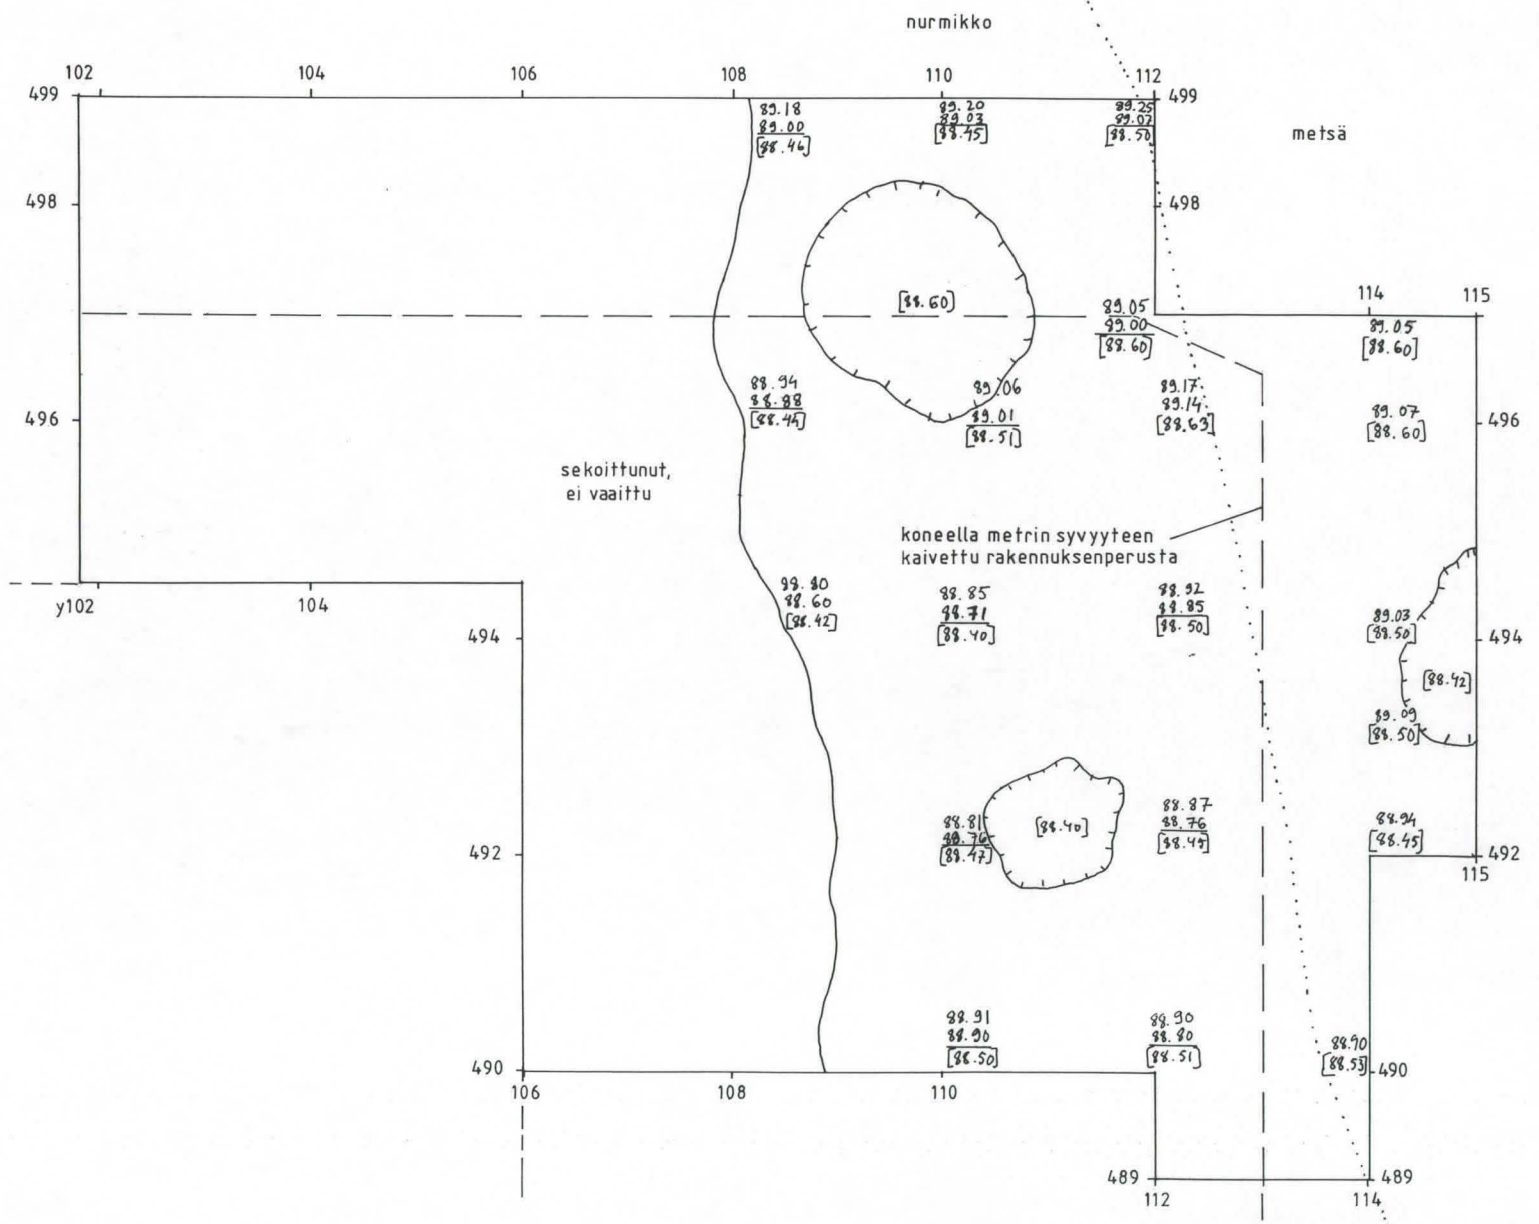 nurmikko
102 104 106 108 110 112
499 499
89.18 89.20 89.25
89.00 89.03 89.07
[88.46] [88.45] [88.50]
metsä
498 498
[88.60]
114 115
89.05
89.00
[88.60]
89.05
[88.60]
88.94 89.06 89.17
88.88 89.01 89.14
[88.45] [88.51] [88.63]
89.07
[88.60]
496 496
sekoittunut,
ei vaaittu
koneella metrin syvyyteen
kaivettu rakennuksenperusta
y102 104
88.80 88.85 88.92
88.60 88.71 88.85
[88.42] [88.40] [88.50]
89.03
[88.50]
494 494
[88.42]
89.09
[88.50]
88.81 88.87
88.76 88.76
[88.47] [88.45]
[88.40]
88.94
[88.45]
492 492
115
88.91 88.90
88.90 88.80
[88.50] [88.51]
88.90
[88.53]
490 490
106 108 110
489 489
112 114